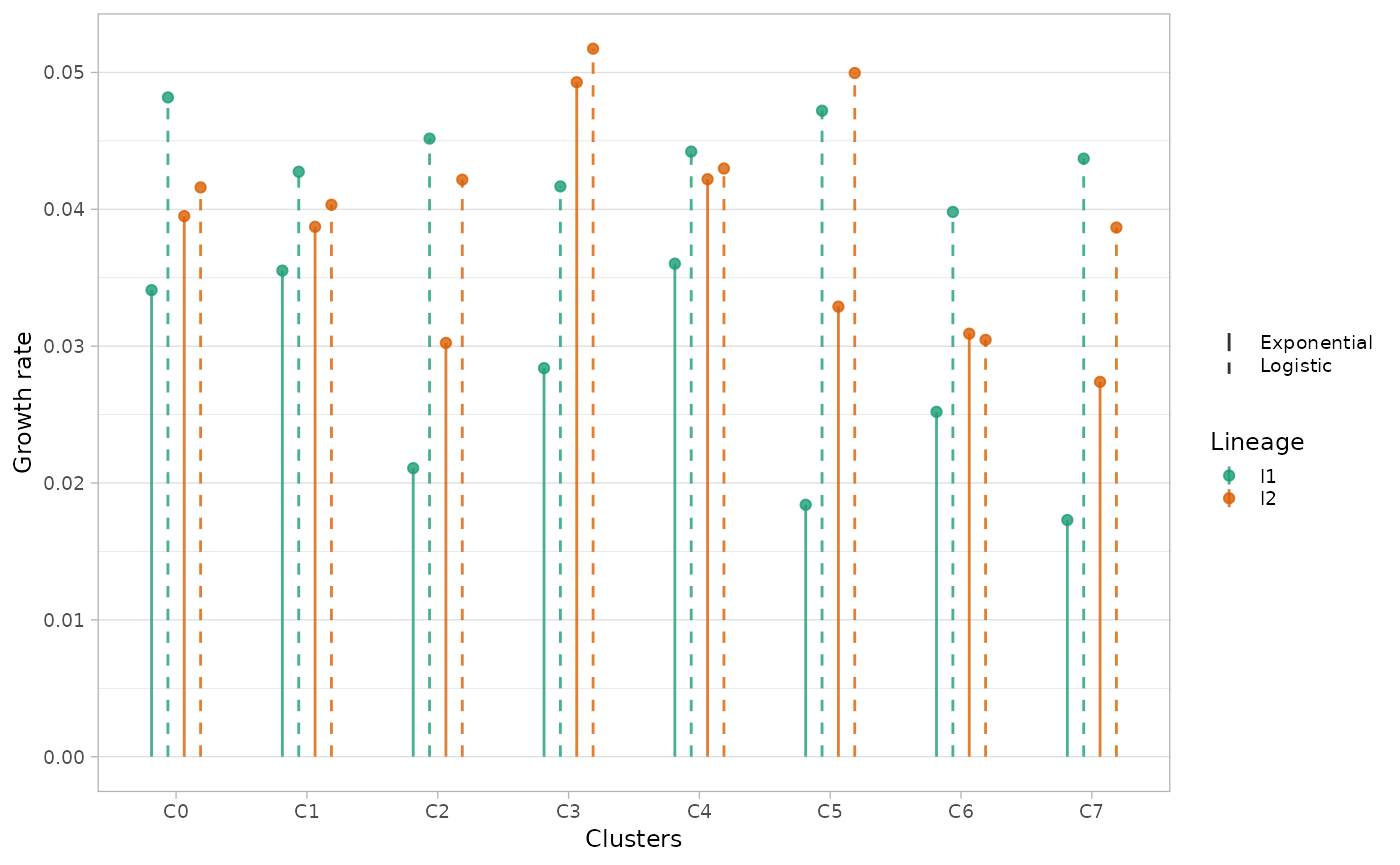 Growth rate
0.05
0.04
0.03
0.02
0.01
0.00
C0 C1 C2 C3 C4 C5 C6 C7
Clusters
Exponential
Logistic
Lineage
l1
l2